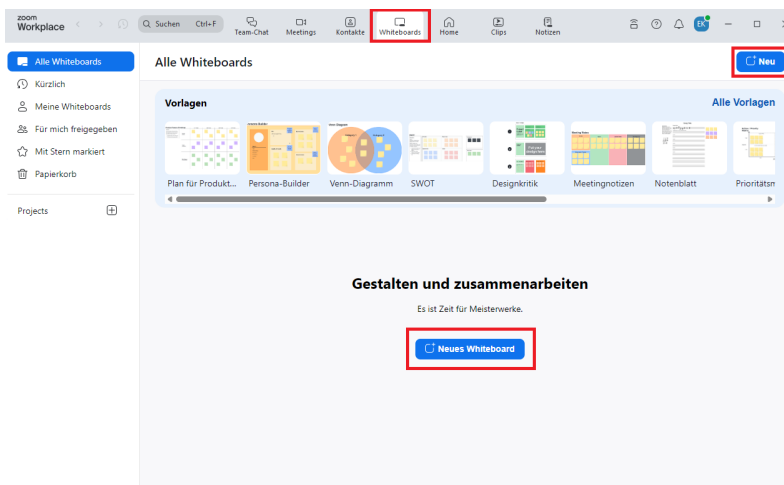 zoom
Workplace
Suchen Ctrl+F
Team-Chat
Meetings
Kontakte
Whiteboards
Home
Clips
Notizen
EK
Alle Whiteboards
Kürzlich
Meine Whiteboards
Für mich freigegeben
Mit Stern markiert
Papierkorb
Projects
Alle Whiteboards
Neu
Vorlagen
Alle Vorlagen
Plan für Produkt...
Persona-Builder
Venn-Diagramm
SWOT
Designkritik
Meetingnotizen
Notenblatt
Prioritätsm
Gestalten und zusammenarbeiten
Es ist Zeit für Meisterwerke.
Neues Whiteboard